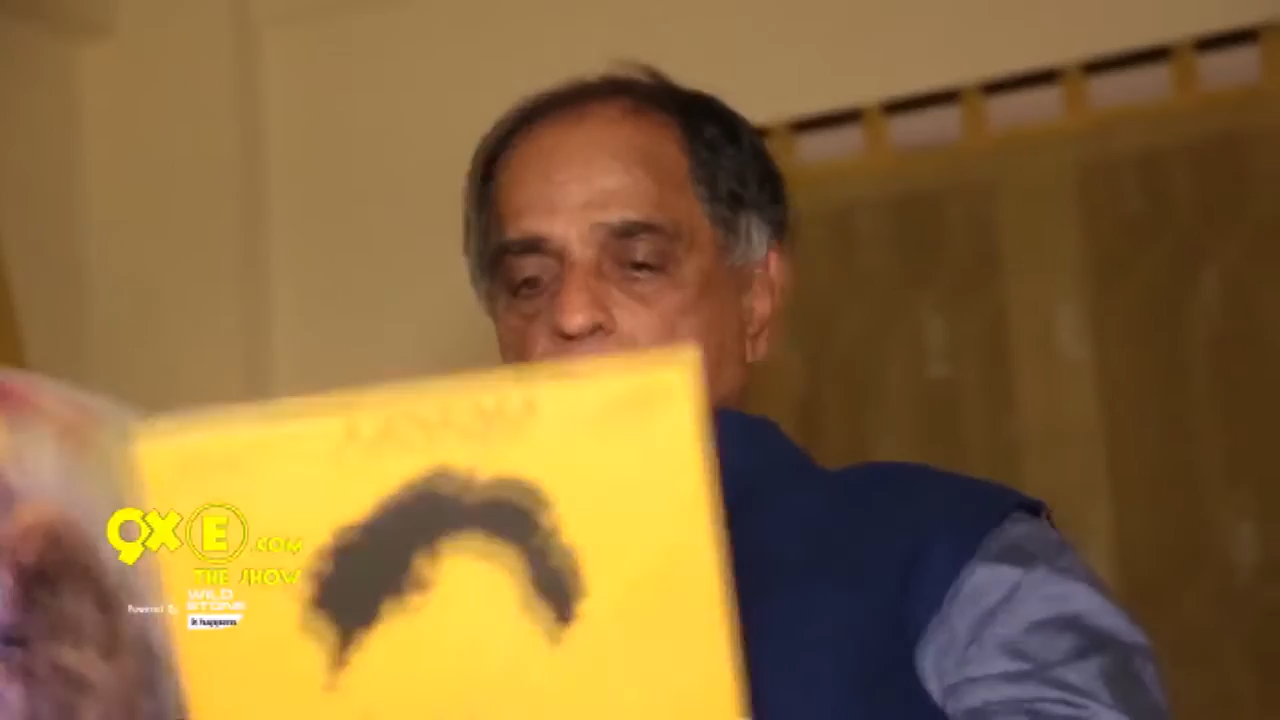 9X E .COM
THE SHOW
Powered By
WILD
STONE
It happens